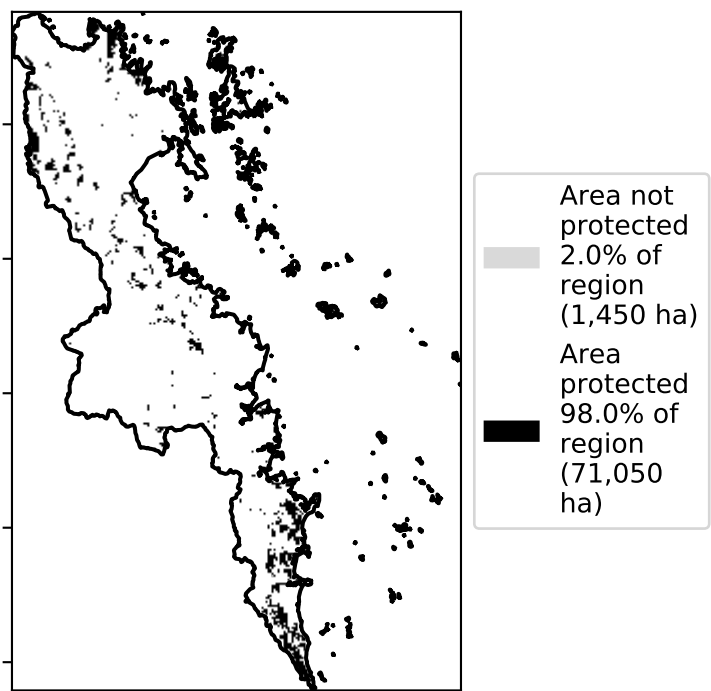 Area not
protected
2.0% of
region
(1,450 ha)
Area
protected
98.0% of
region
(71,050
ha)